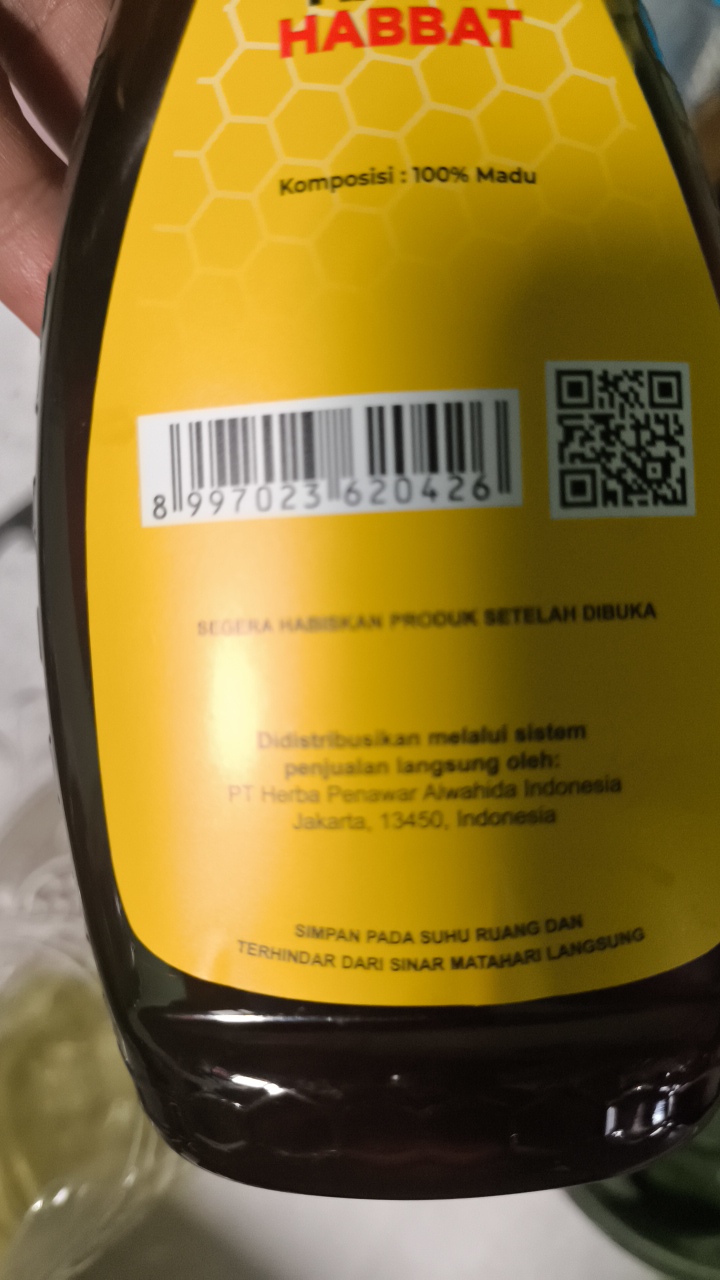 HABBAT
Komposisi : 100% Madu
8 997023 620426
SEGERA HABISKAN PRODUK SETELAH DIBUKA
Didistribusikan melalui sistem
penjualan langsung oleh:
PT Herba Penawar Alwahida Indonesia
Jakarta, 13450, Indonesia
SIMPAN PADA SUHU RUANG DAN
TERHINDAR DARI SINAR MATAHARI LANGSUNG